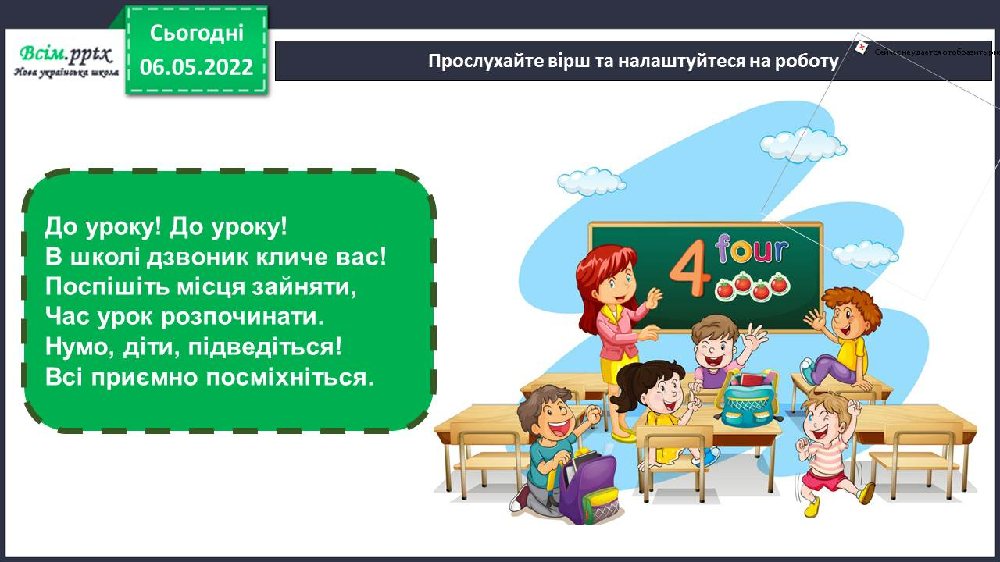 Всім.pptx
Нова українська школа
Сьогодні
06.05.2022
Прослухайте вірш та налаштуйтеся на роботу
Сейчас не удается отобразить
До уроку! До уроку!
В школі дзвоник кличе вас!
Поспішіть місця зайняти,
Час урок розпочинати.
Нумо, діти, підведіться!
Всі приємно посміхніться.
4 four